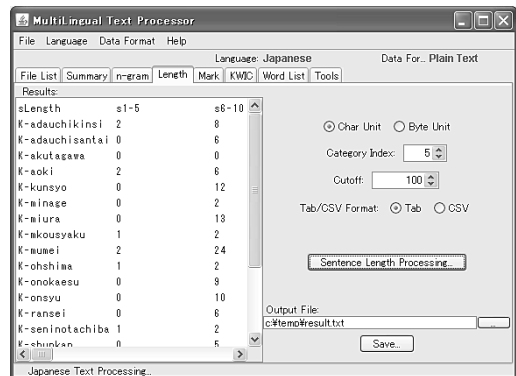 MultiLingual Text Processor
File Language Data Format Help
Language: Japanese Data For... Plain Text
File List Summary n-gram Length Mark KWIC Word List Tools
Results:
sLength s1-5 s6-10
K-adauchikinsi 2 8
K-adauchisantai 0 6
K-akutagawa 0 0
K-aoki 2 6
K-kunsyo 0 12
K-minage 0 2
K-miura 0 13
K-mkousyaku 1 2
K-mumei 2 24
K-ohshima 1 2
K-onokaesu 0 9
K-onsyu 0 10
K-ransei 0 6
K-seninotachiba 1 2
K-shunkan 0 5
Char Unit Byte Unit
Category Index: 5
Cutoff: 100
Tab/CSV Format: Tab CSV
Sentence Length Processing...
Output File:
c:¥temp¥result.txt ...
Save...
Japanese Text Processing...